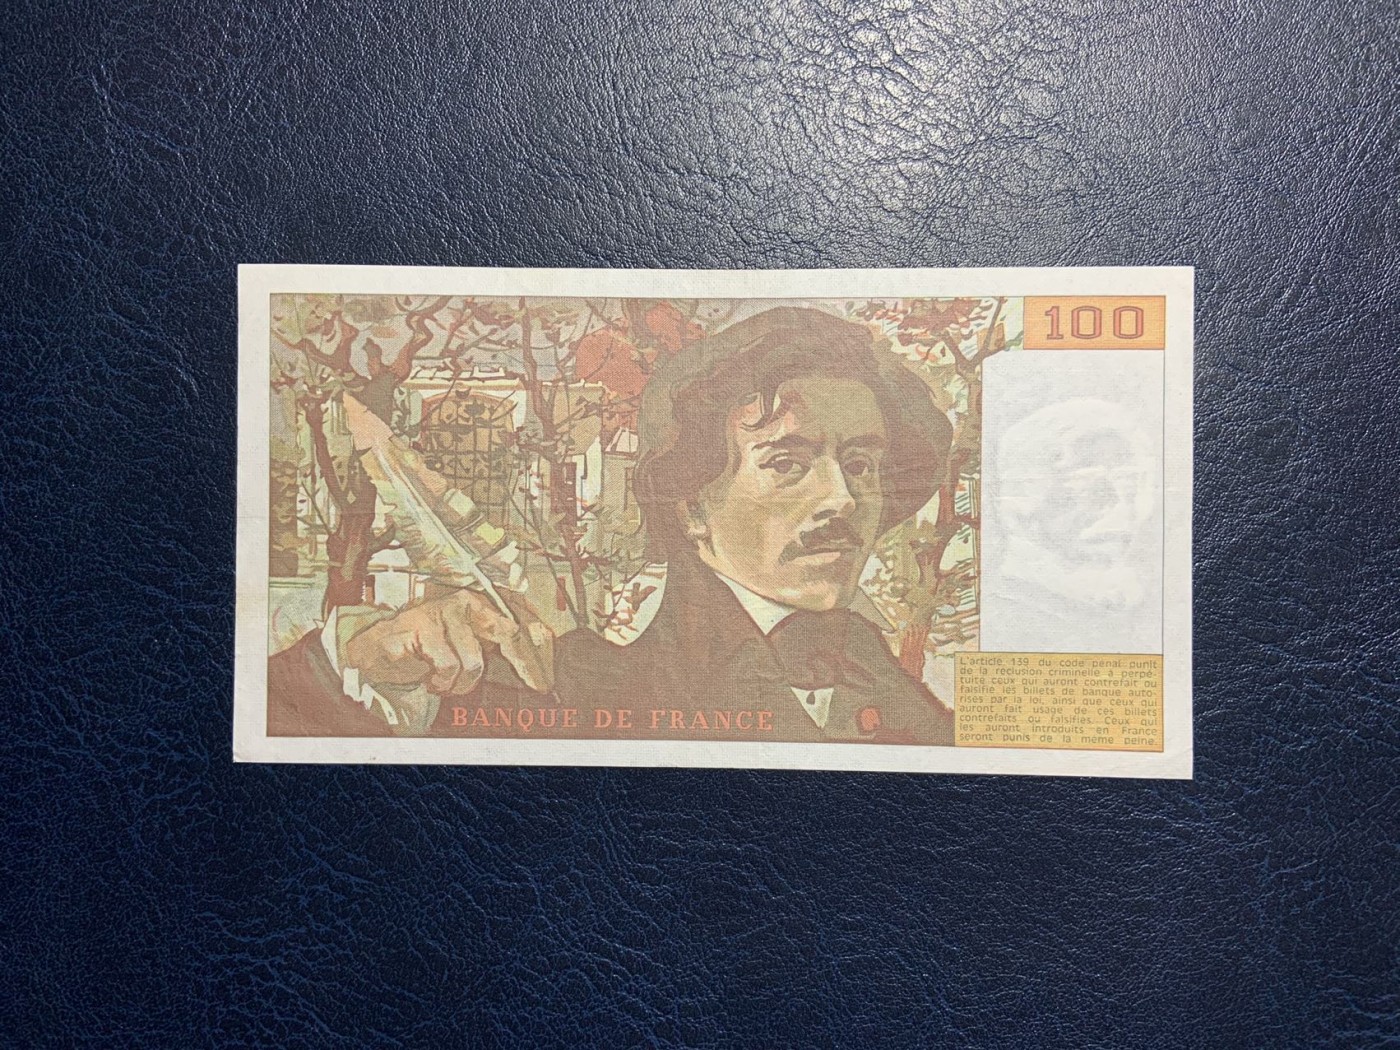 100
BANQUE DE FRANCE
L'article 139 du code pénal punit
de la réclusion criminelle à perpé-
tuité ceux qui auront contrefait ou
falsifié les billets de banque auto-
risés par la loi, ainsi que ceux qui
auront fait usage de ces billets
contrefaits ou falsifiés. Ceux qui
les auront introduits en France
seront punis de la même peine.